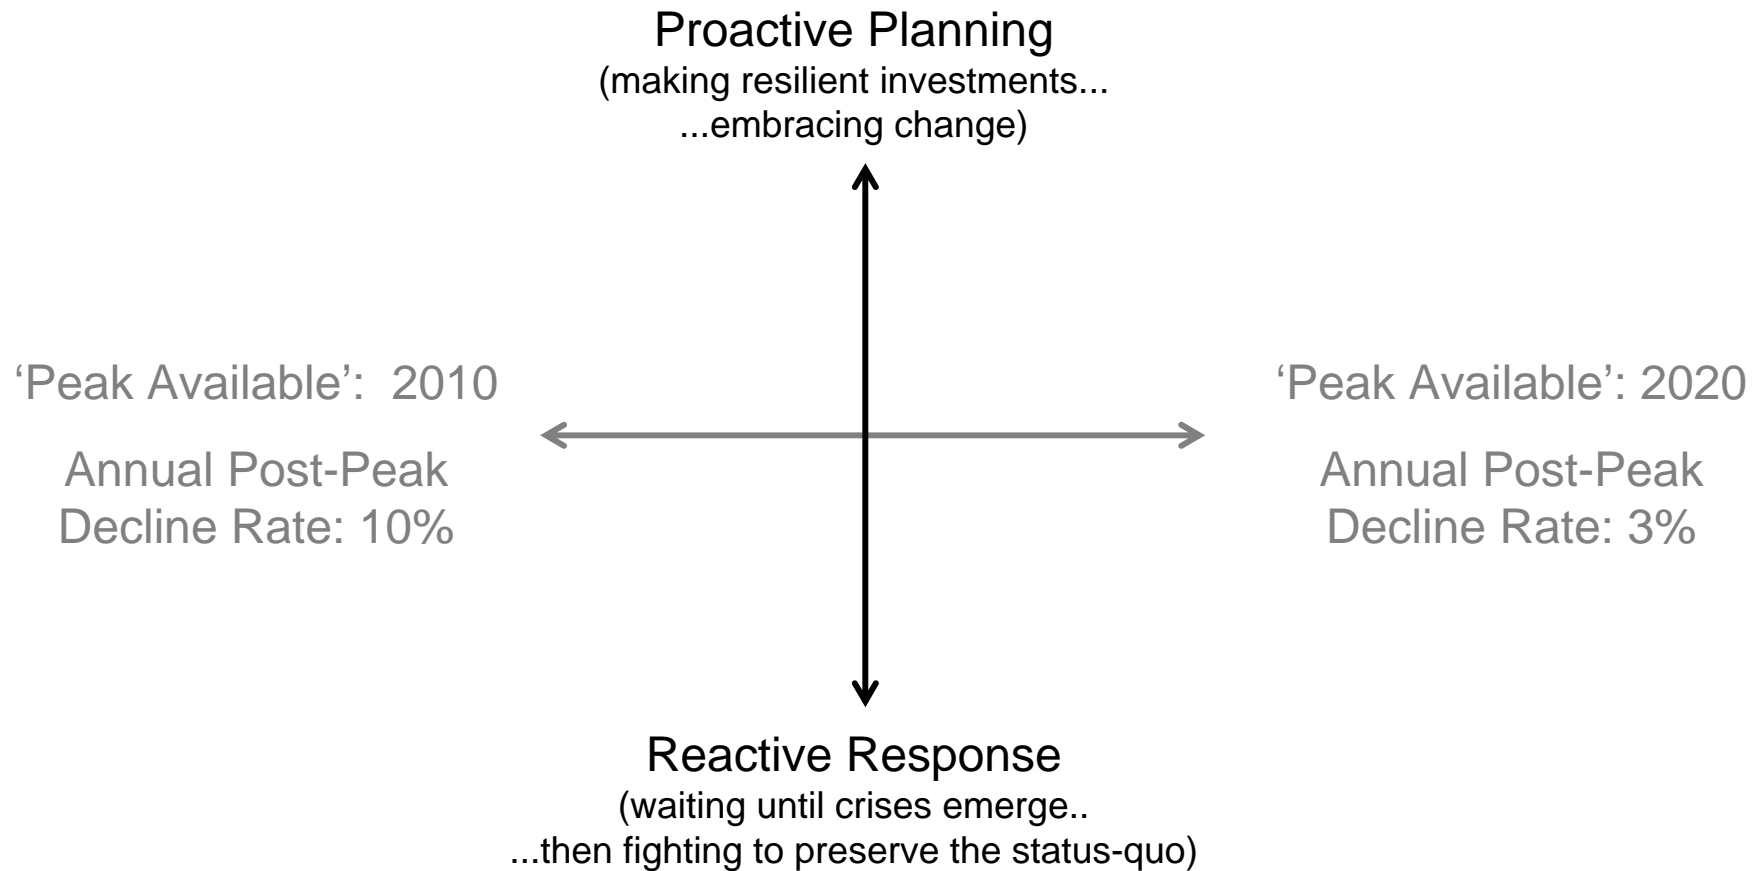 Proactive Planning
(making resilient investments...
...embracing change)
‘Peak Available’:  2010
Annual Post-Peak
Decline Rate: 10%
‘Peak Available’: 2020
Annual Post-Peak
Decline Rate: 3%
Reactive Response
(waiting until crises emerge..
...then fighting to preserve the status-quo)